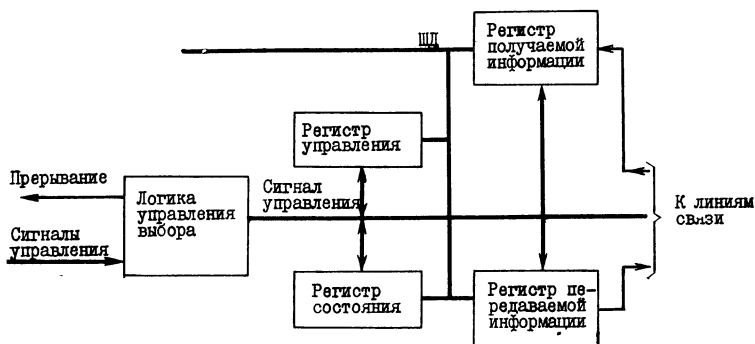 ЩД
Регистр
получаемой
информации
Регистр
управления
Прерывание
Логика
управления
выбора
Сигнал
управления
К линиям
связи
Сигналы
управления
Регистр
состояния
Регистр пе-
редаваемой
информации